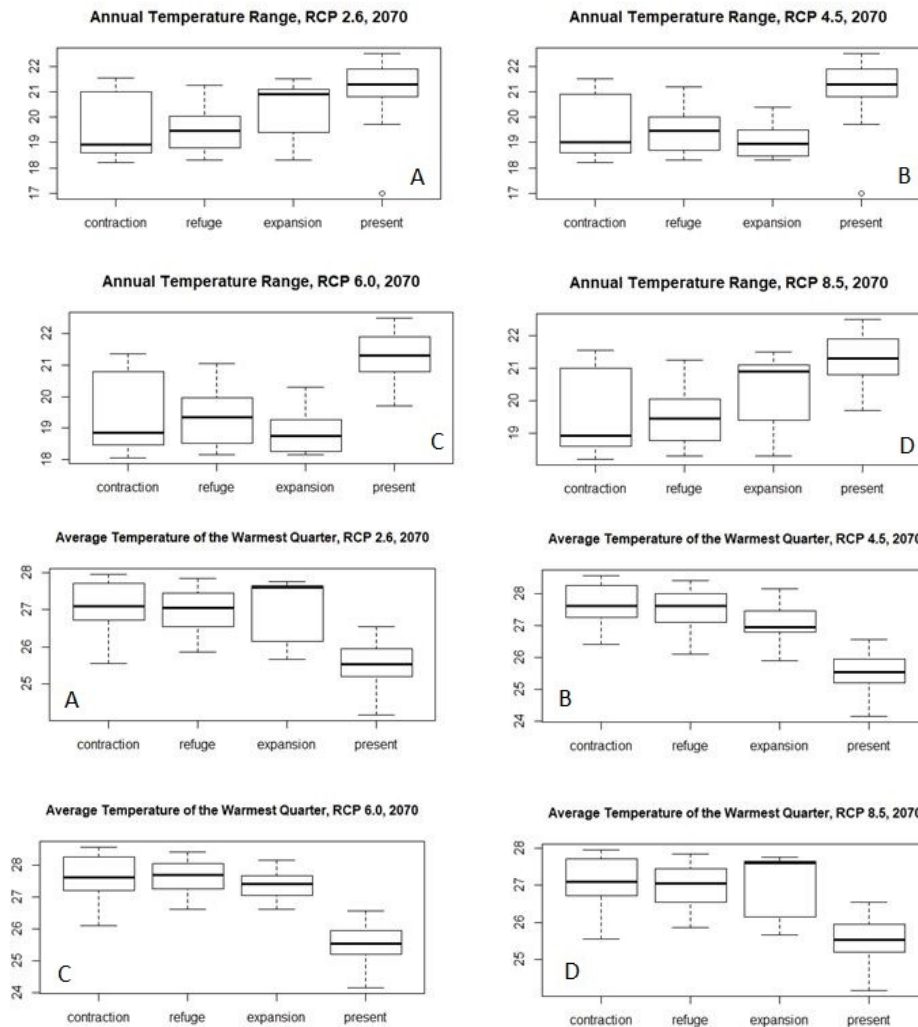 Annual Temperature Range, RCP 2.6, 2070
22
21
20
19
18
17
A
contraction refuge expansion present
Annual Temperature Range, RCP 4.5, 2070
22
21
20
19
18
17
B
contraction refuge expansion present
Annual Temperature Range, RCP 6.0, 2070
22
21
20
19
18
C
contraction refuge expansion present
Annual Temperature Range, RCP 8.5, 2070
22
21
20
19
D
contraction refuge expansion present
Average Temperature of the Warmest Quarter, RCP 2.6, 2070
28
27
26
25
A
contraction refuge expansion present
Average Temperature of the Warmest Quarter, RCP 4.5, 2070
28
27
26
25
24
B
contraction refuge expansion present
Average Temperature of the Warmest Quarter, RCP 6.0, 2070
28
27
26
25
24
C
contraction refuge expansion present
Average Temperature of the Warmest Quarter, RCP 8.5, 2070
28
27
26
25
D
contraction refuge expansion present